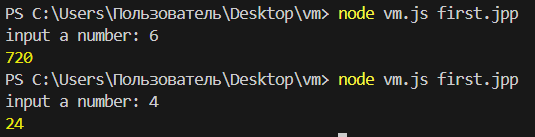 PS C:\Users\Пользователь\Desktop\vm> node vm.js first.jpp
input a number: 6
720
PS C:\Users\Пользователь\Desktop\vm> node vm.js first.jpp
input a number: 4
24